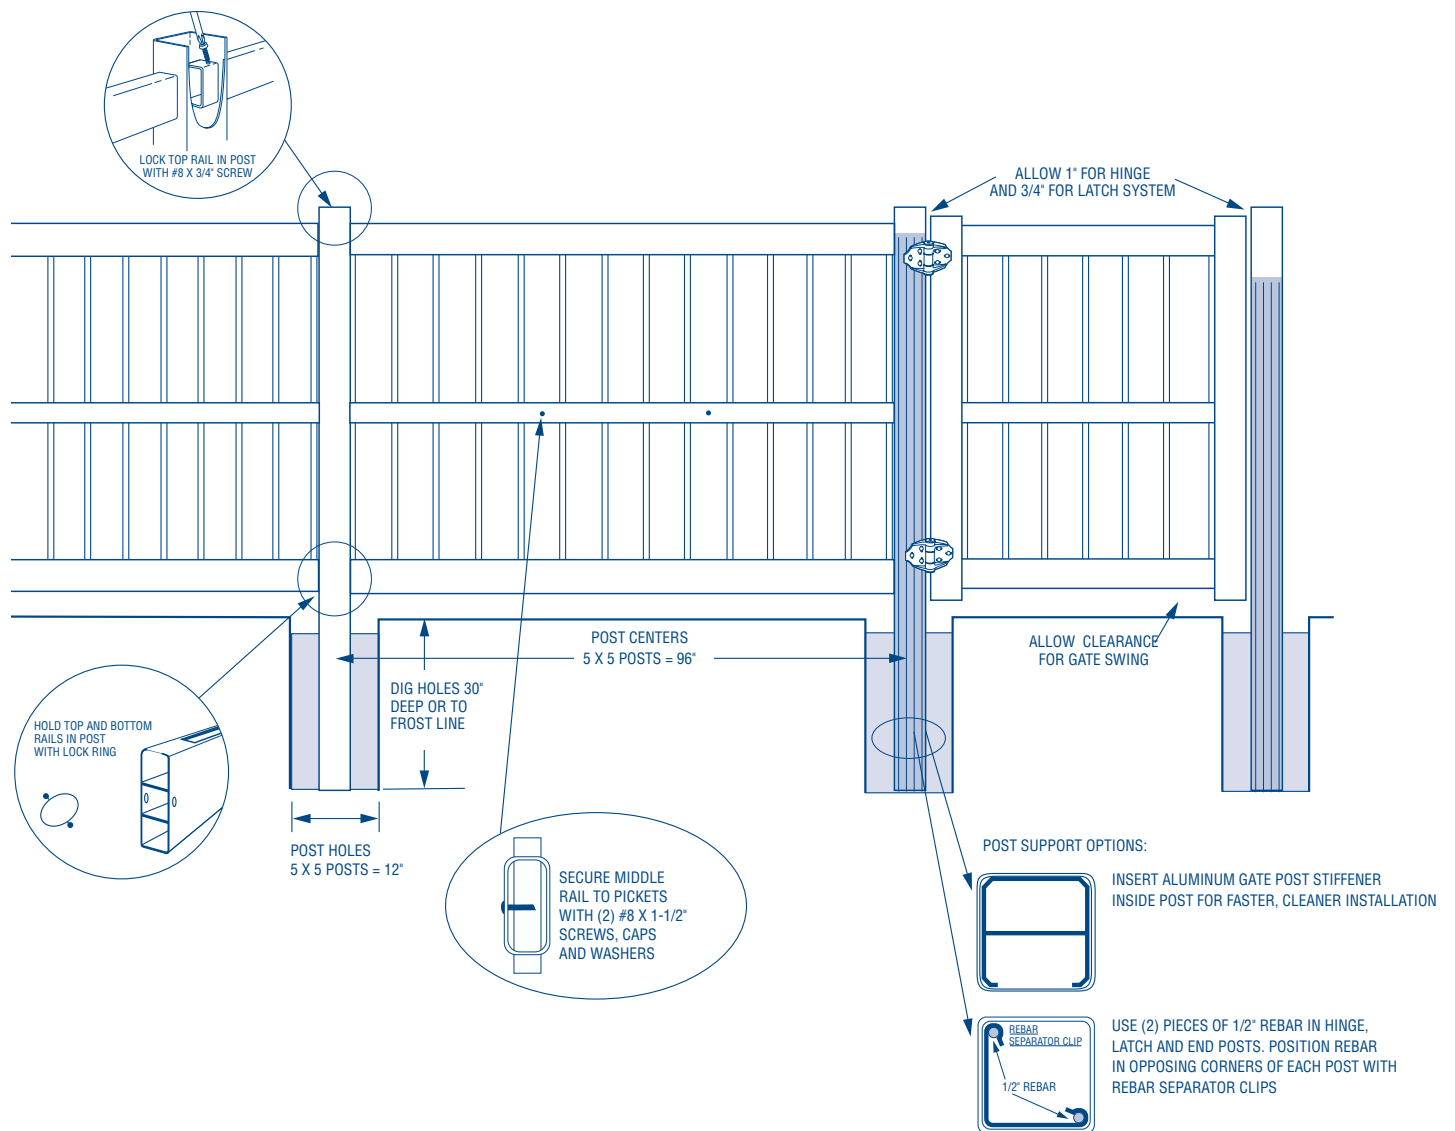 LOCK TOP RAIL IN POST
WITH #8 X 3/4" SCREW
ALLOW 1" FOR HINGE
AND 3/4" FOR LATCH SYSTEM
POST CENTERS
5 X 5 POSTS = 96"
ALLOW CLEARANCE
FOR GATE SWING
DIG HOLES 30"
DEEP OR TO
FROST LINE
HOLD TOP AND BOTTOM
RAILS IN POST
WITH LOCK RING
POST HOLES
5 X 5 POSTS = 12"
SECURE MIDDLE
RAIL TO PICKETS
WITH (2) #8 X 1-1/2"
SCREWS, CAPS
AND WASHERS
POST SUPPORT OPTIONS:
INSERT ALUMINUM GATE POST STIFFENER
INSIDE POST FOR FASTER, CLEANER INSTALLATION
REBAR
SEPARATOR CLIP
1/2" REBAR
USE (2) PIECES OF 1/2" REBAR IN HINGE,
LATCH AND END POSTS. POSITION REBAR
IN OPPOSING CORNERS OF EACH POST WITH
REBAR SEPARATOR CLIPS